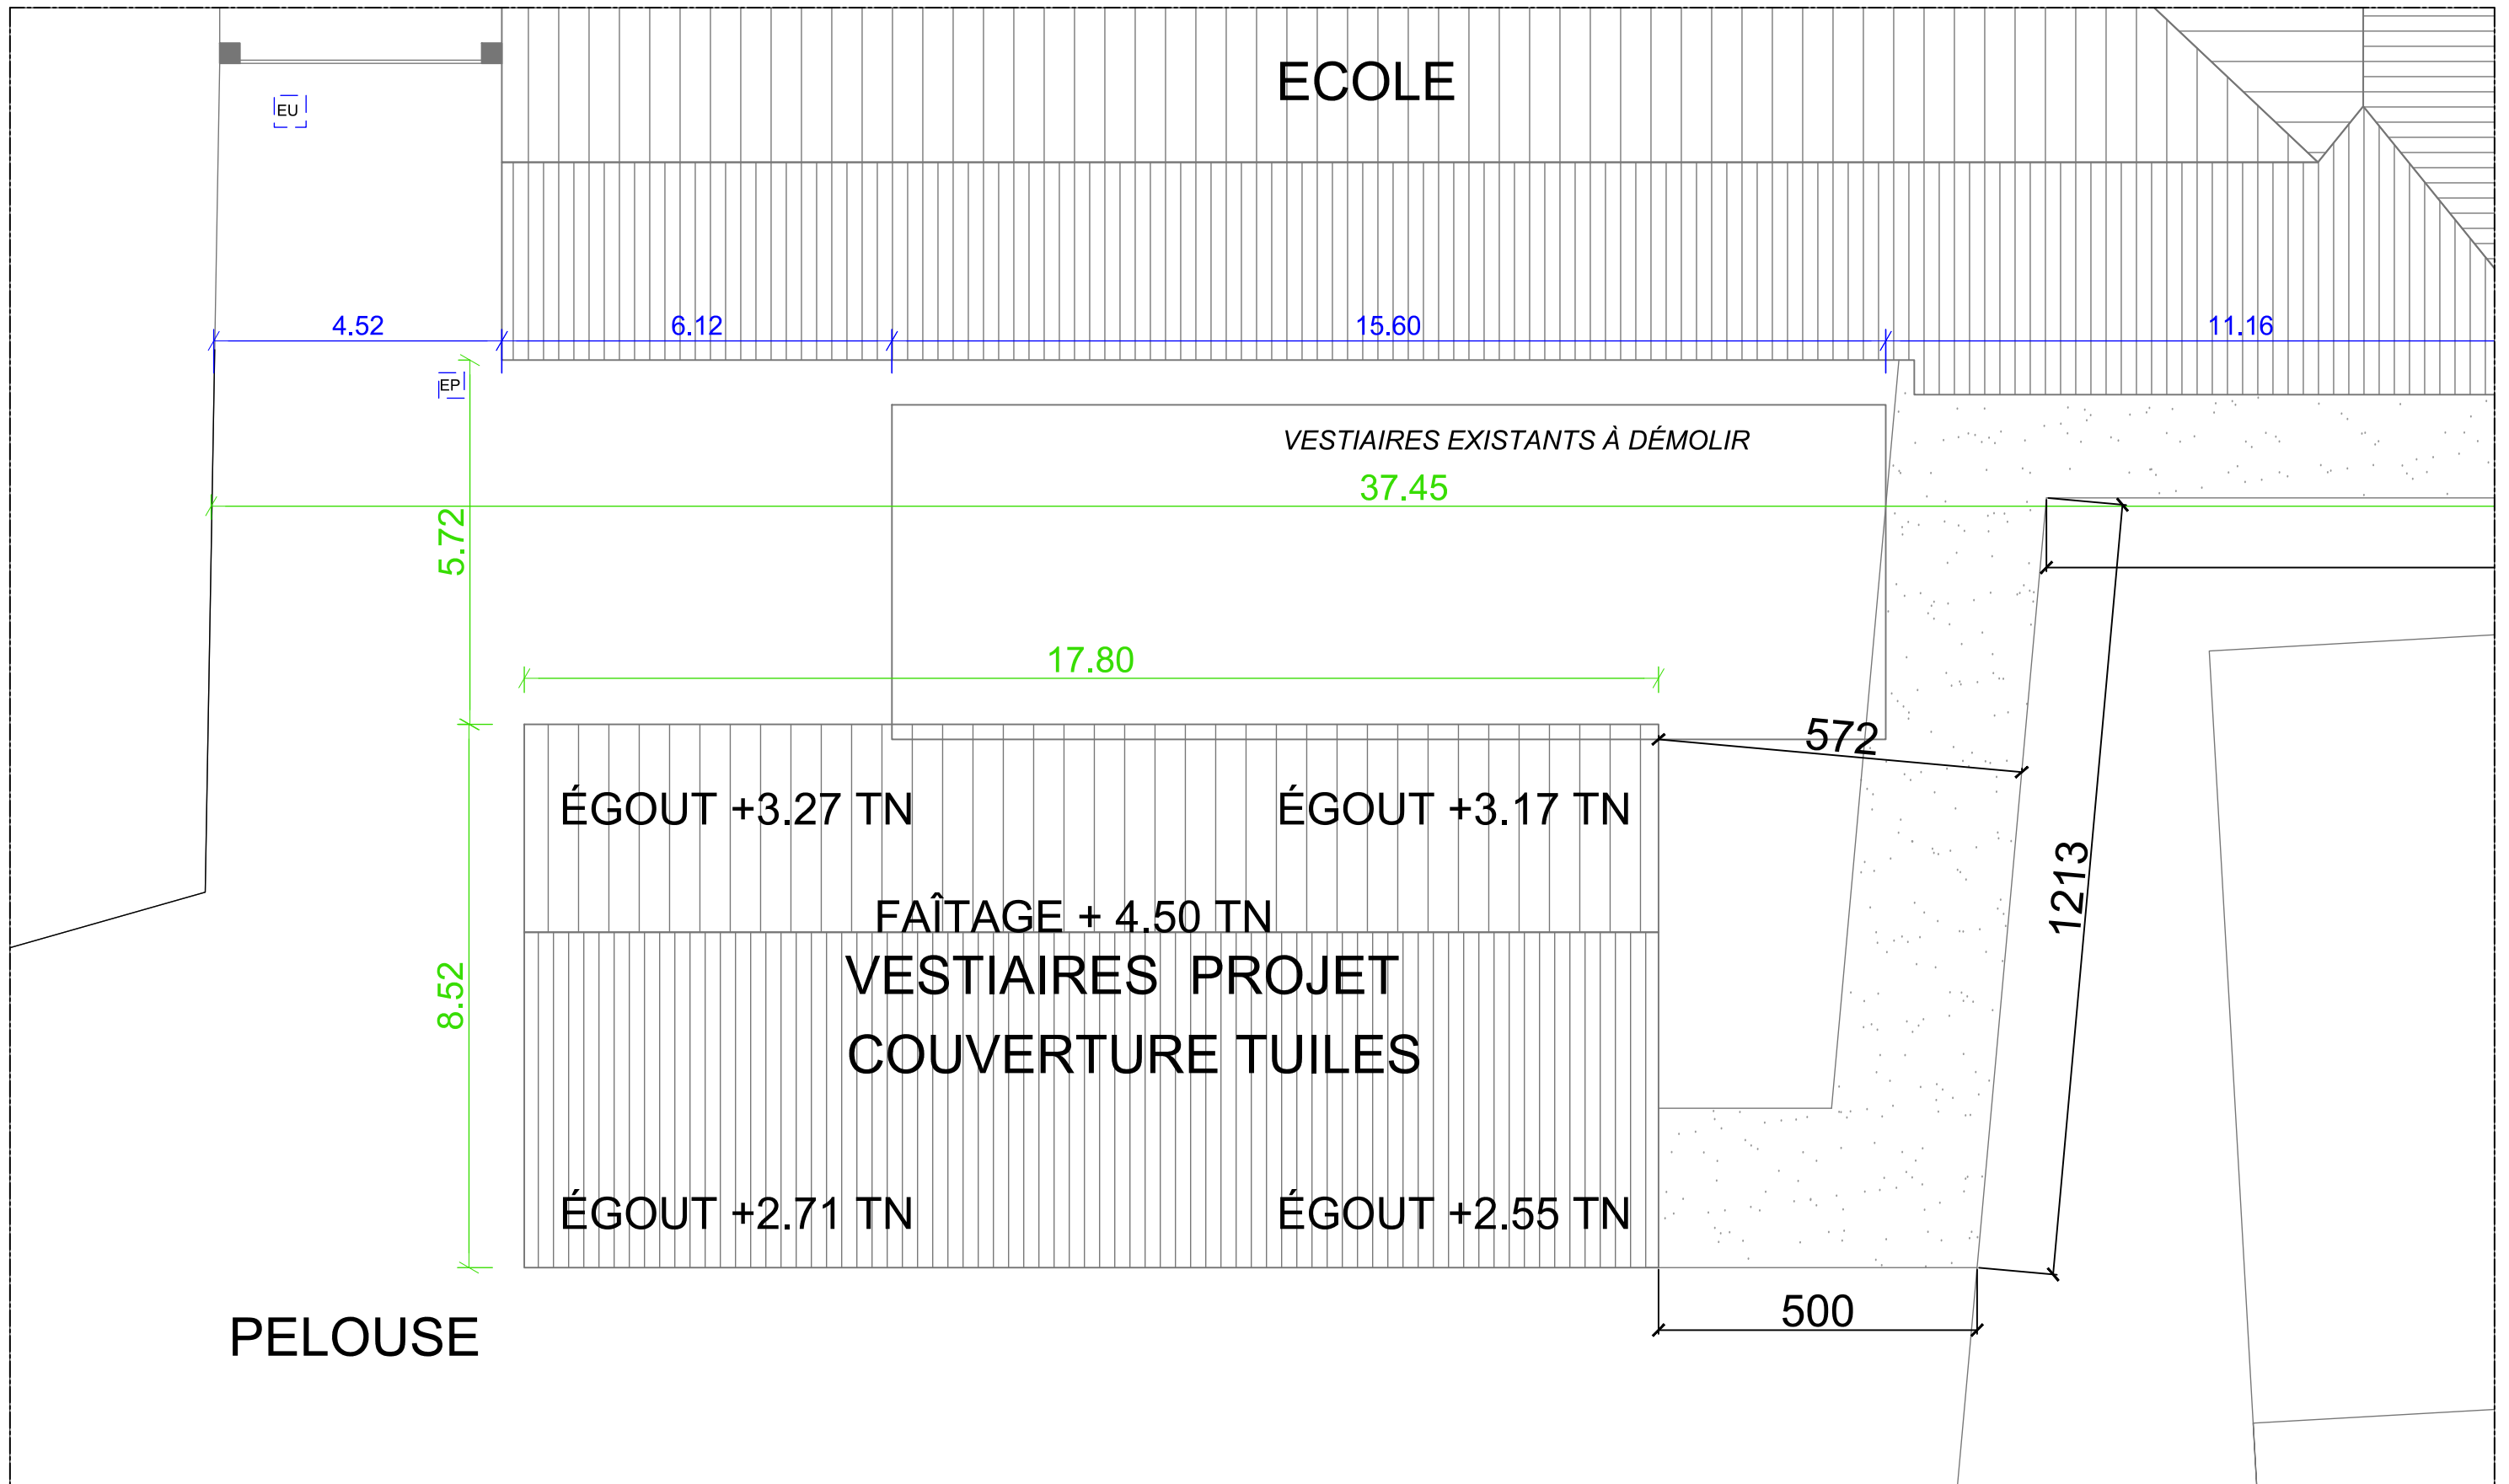 ECOLE
EU
4.52
6.12
15.60
11.16
EP
VESTIAIRES EXISTANTS À DÉMOLIR
37.45
5.72
17.80
572
ÉGOUT +3.27 TN
ÉGOUT +3.17 TN
1213
FAÎTAGE + 4.50 TN
VESTIAIRES PROJET
8.52
COUVERTURE TUILES
ÉGOUT +2.71 TN
ÉGOUT +2.55 TN
500
PELOUSE